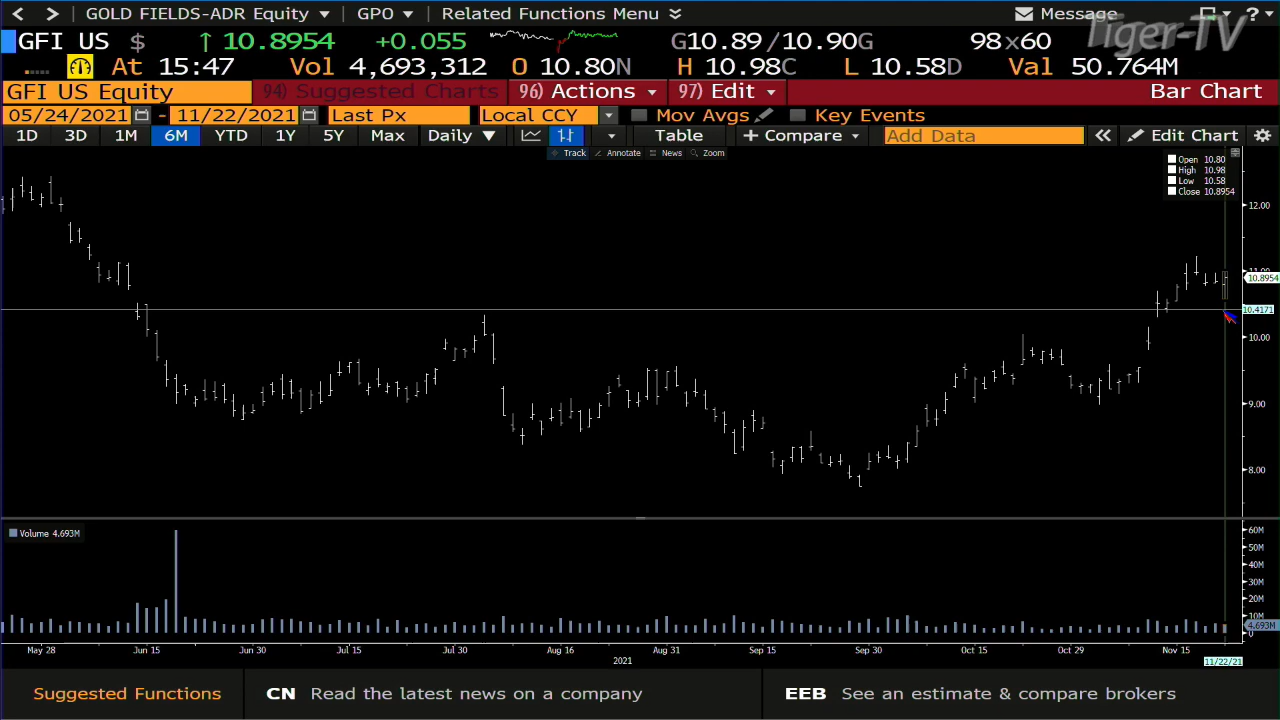 GOLD FIELDS-ADR Equity GPO Related Functions Menu Message ?
Tiger-TV
GFI US $ ↑ 10.8954 +0.055 G10.89/10.90G 98x60
At 15:47 Vol 4,693,312 O 10.80N H 10.98C L 10.58D Val 50.764M
GFI US Equity 94) Suggested Charts 96) Actions 97) Edit Bar Chart
05/24/2021 - 11/22/2021 Last Px Local CCY Mov Avgs Key Events
1D 3D 1M 6M YTD 1Y 5Y Max Daily ▼ Table + Compare Add Data « Edit Chart
Track Annotate News Zoom
Open 10.80
High 10.98
Low 10.58
Close 10.8954
12.00
11.00
10.8954
10.4171
10.00
9.00
8.00
Volume 4.693M
60M
50M
40M
30M
20M
10M
4.693M
0
May 28 Jun 15 Jun 30 Jul 15 Jul 30 Aug 16 Aug 31 Sep 15 Sep 30 Oct 15 Oct 29 Nov 15
2021 11/22/21
Suggested Functions CN Read the latest news on a company EEB See an estimate & compare brokers